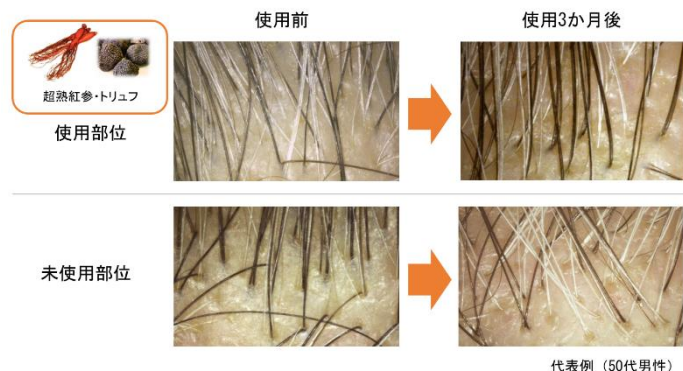 使用前
使用3か月後
超熟紅参・トリュフ
使用部位
未使用部位
代表例（50代男性）